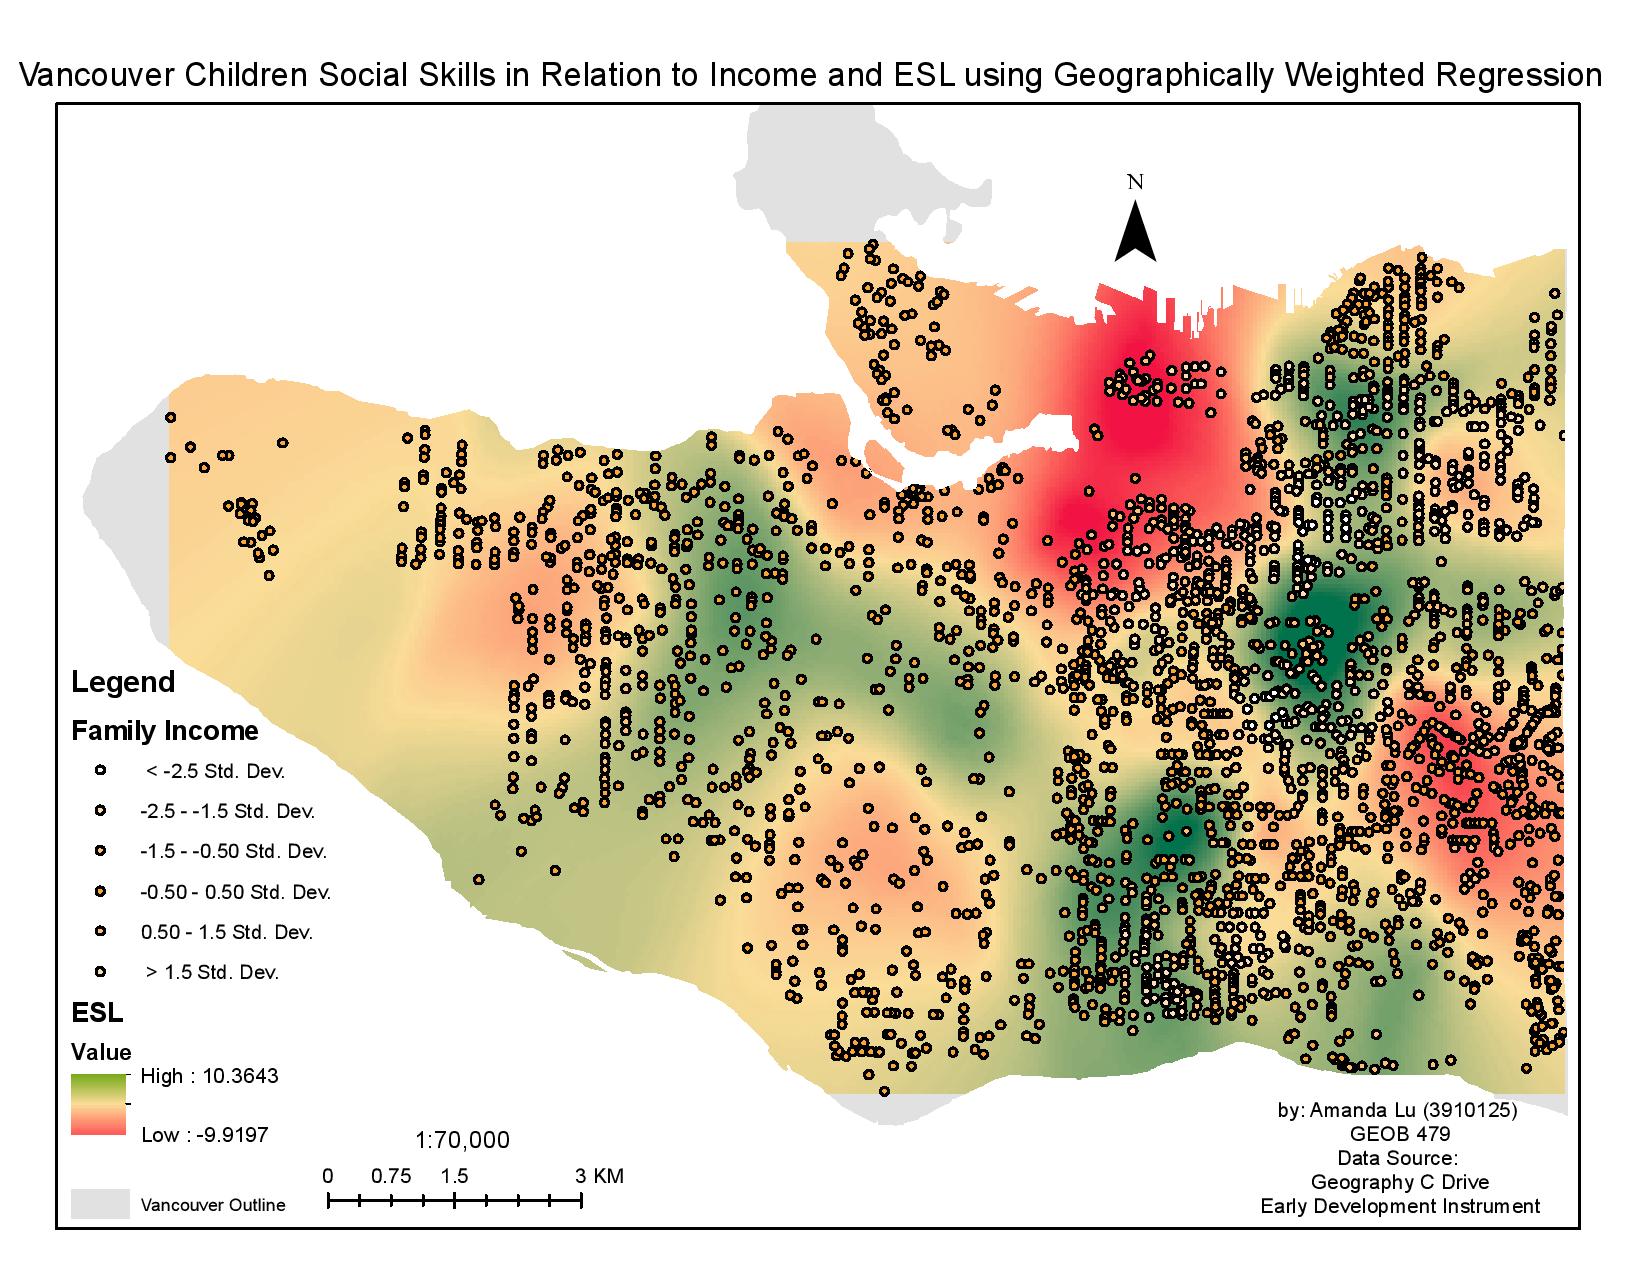 Vancouver Children Social Skills in Relation to Income and ESL using Geographically Weighted Regression
N
Legend
Family Income
< -2.5 Std. Dev.
-2.5 - -1.5 Std. Dev.
-1.5 - -0.50 Std. Dev.
-0.50 - 0.50 Std. Dev.
0.50 - 1.5 Std. Dev.
> 1.5 Std. Dev.
ESL
Value
High : 10.3643
Low : -9.9197
Vancouver Outline
1:70,000
0 0.75 1.5 3 KM
by: Amanda Lu (3910125)
GEOB 479
Data Source:
Geography C Drive
Early Development Instrument